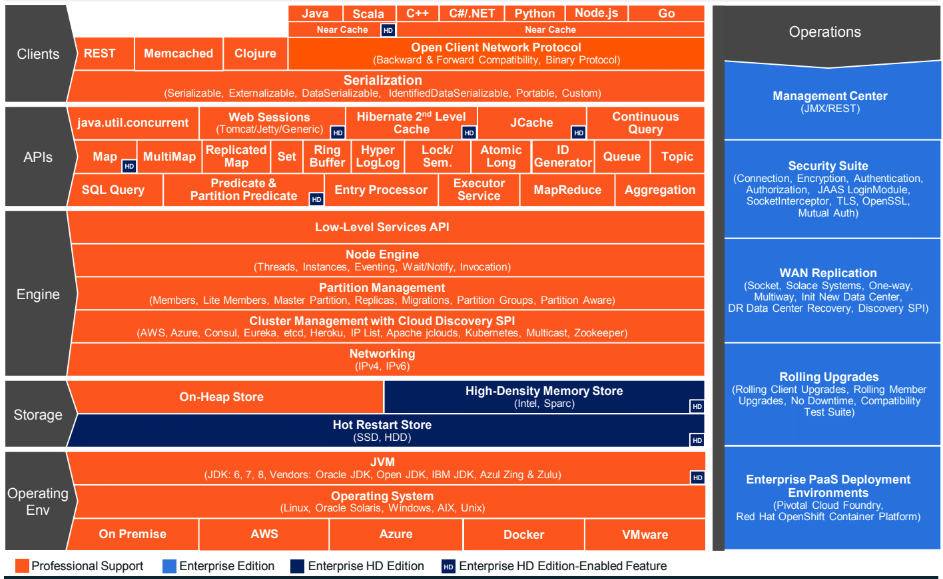 Clients
Java
Scala
C++
C#/.NET
Python
Node.js
Go
Near Cache
HD
Near Cache
REST
Memcached
Clojure
Open Client Network Protocol
(Backward & Forward Compatibility, Binary Protocol)
Serialization
(Serializable, Externalizable, DataSerializable, IdentifiedDataSerializable, Portable, Custom)
APIs
java.util.concurrent
Web Sessions
(Tomcat/Jetty/Generic)
HD
Hibernate 2nd Level
Cache
HD
JCache
HD
Continuous
Query
Map
HD
MultiMap
Replicated
Map
Set
Ring
Buffer
Hyper
LogLog
Lock/
Sem.
Atomic
Long
ID
Generator
Queue
Topic
SQL Query
Predicate &
Partition Predicate
HD
Entry Processor
Executor
Service
MapReduce
Aggregation
Engine
Low-Level Services API
Node Engine
(Threads, Instances, Eventing, Wait/Notify, Invocation)
Partition Management
(Members, Lite Members, Master Partition, Replicas, Migrations, Partition Groups, Partition Aware)
Cluster Management with Cloud Discovery SPI
(AWS, Azure, Consul, Eureka, etcd, Heroku, IP List, Apache jclouds, Kubernetes, Multicast, Zookeeper)
Networking
(IPv4, IPv6)
Storage
On-Heap Store
High-Density Memory Store
(Intel, Sparc)
HD
Hot Restart Store
(SSD, HDD)
HD
Operating
Env
JVM
(JDK: 6, 7, 8, Vendors: Oracle JDK, Open JDK, IBM JDK, Azul Zing & Zulu)
HD
Operating System
(Linux, Oracle Solaris, Windows, AIX, Unix)
On Premise
AWS
Azure
Docker
VMware
Operations
Management Center
(JMX/REST)
Security Suite
(Connection, Encryption, Authentication,
Authorization, JAAS LoginModule,
SocketInterceptor, TLS, OpenSSL,
Mutual Auth)
WAN Replication
(Socket, Solace Systems, One-way,
Multiway, Init New Data Center,
DR Data Center Recovery, Discovery SPI)
Rolling Upgrades
(Rolling Client Upgrades, Rolling Member
Upgrades, No Downtime, Compatibility
Test Suite)
Enterprise PaaS Deployment
Environments
(Pivotal Cloud Foundry,
Red Hat OpenShift Container Platform)
Professional Support
Enterprise Edition
Enterprise HD Edition
HD Enterprise HD Edition-Enabled Feature